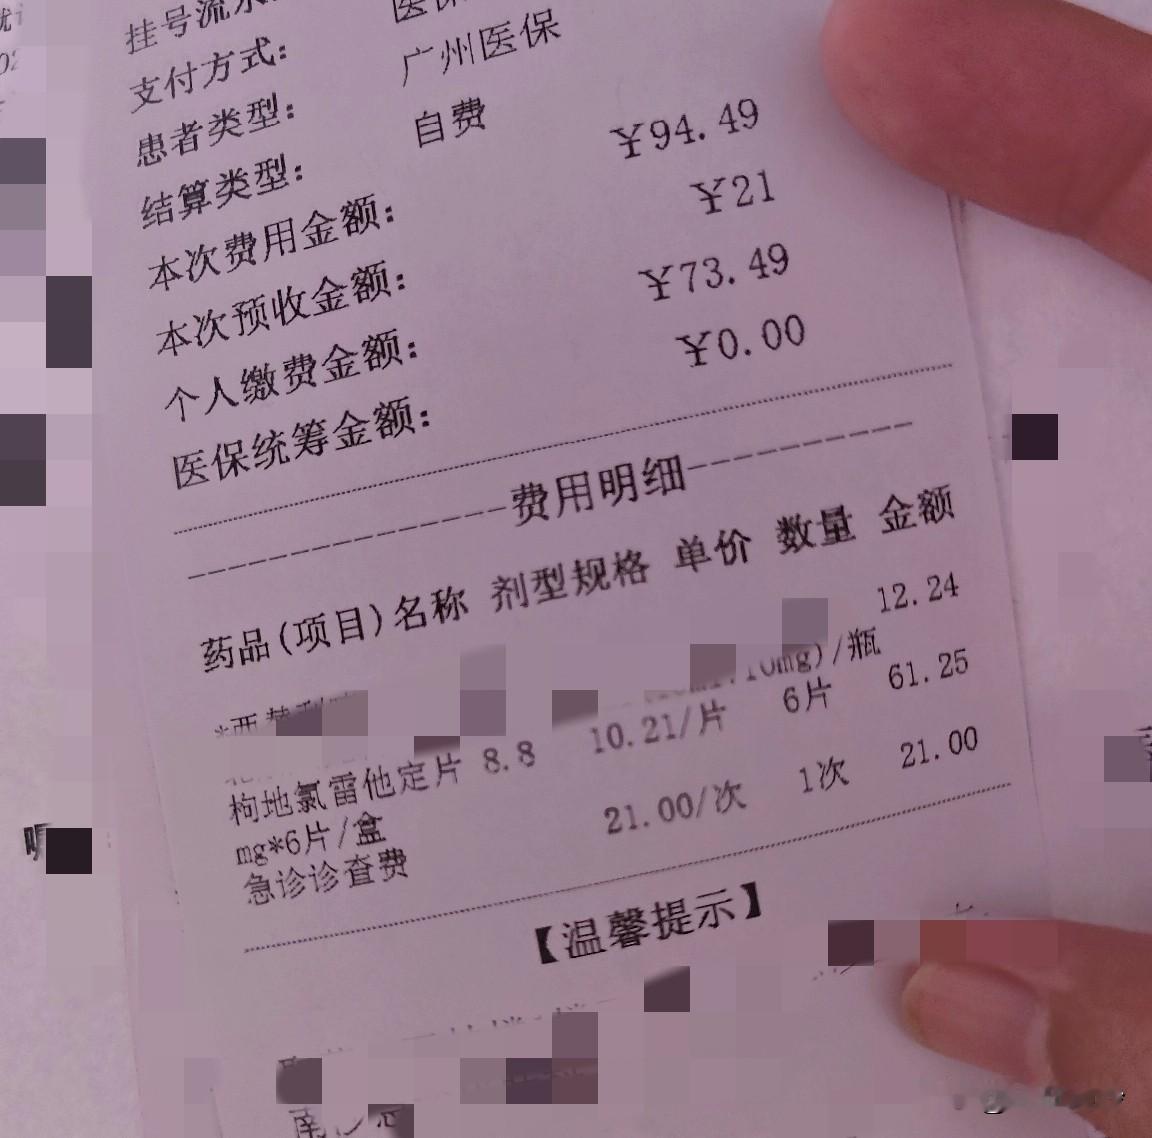 挂号流水
支付方式: 医保
患者类型: 广州医保
结算类型: 自费
本次费用金额: ¥94.49
本次预收金额: ¥21
个人缴费金额: ¥73.49
医保统筹金额: ¥0.00
费用明细
药品(项目)名称 剂型规格 单价 数量 金额
12.24
10mg)/瓶
枸地氯雷他定片 8.8 10.21/片 6片 61.25
mg*6片/盒
急诊诊查费 21.00/次 1次 21.00
【温馨提示】